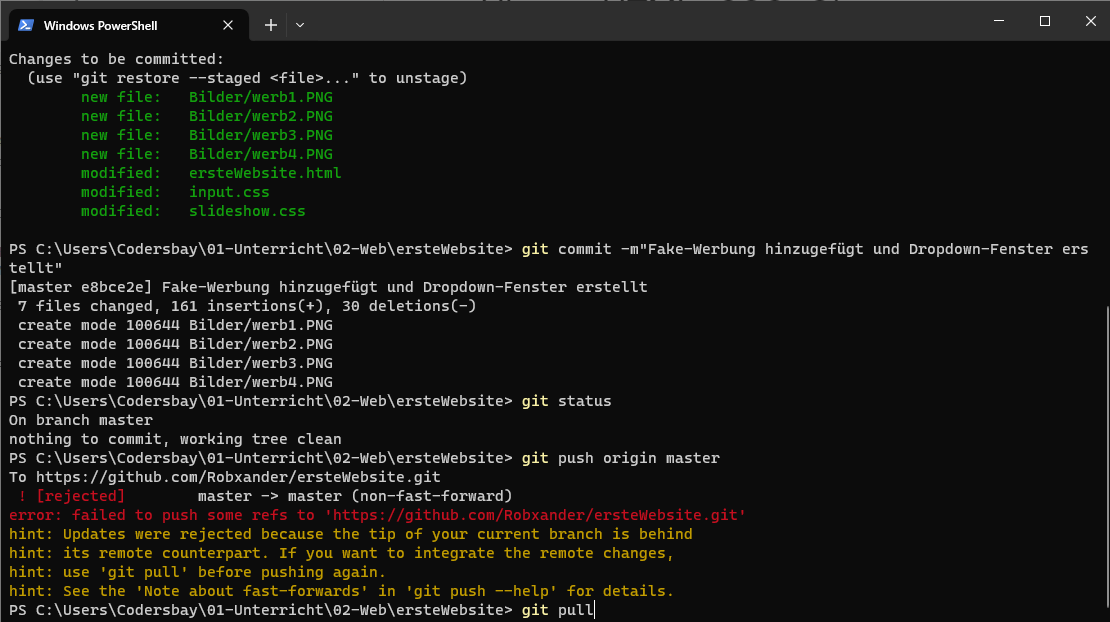 Windows PowerShell
Changes to be committed:
(use "git restore --staged <file>..." to unstage)
new file:   Bilder/werb1.PNG
new file:   Bilder/werb2.PNG
new file:   Bilder/werb3.PNG
new file:   Bilder/werb4.PNG
modified:   ersteWebsite.html
modified:   input.css
modified:   slideshow.css
PS C:\Users\Codersbay\01-Unterricht\02-Web\ersteWebsite> git commit -m"Fake-Werbung hinzugefügt und Dropdown-Fenster ers
tellt"
[master e8bce2e] Fake-Werbung hinzugefügt und Dropdown-Fenster erstellt
7 files changed, 161 insertions(+), 30 deletions(-)
create mode 100644 Bilder/werb1.PNG
create mode 100644 Bilder/werb2.PNG
create mode 100644 Bilder/werb3.PNG
create mode 100644 Bilder/werb4.PNG
PS C:\Users\Codersbay\01-Unterricht\02-Web\ersteWebsite> git status
On branch master
nothing to commit, working tree clean
PS C:\Users\Codersbay\01-Unterricht\02-Web\ersteWebsite> git push origin master
To https://github.com/Robxander/ersteWebsite.git
! [rejected]        master -> master (non-fast-forward)
error: failed to push some refs to 'https://github.com/Robxander/ersteWebsite.git'
hint: Updates were rejected because the tip of your current branch is behind
hint: its remote counterpart. If you want to integrate the remote changes,
hint: use 'git pull' before pushing again.
hint: See the 'Note about fast-forwards' in 'git push --help' for details.
PS C:\Users\Codersbay\01-Unterricht\02-Web\ersteWebsite> git pull